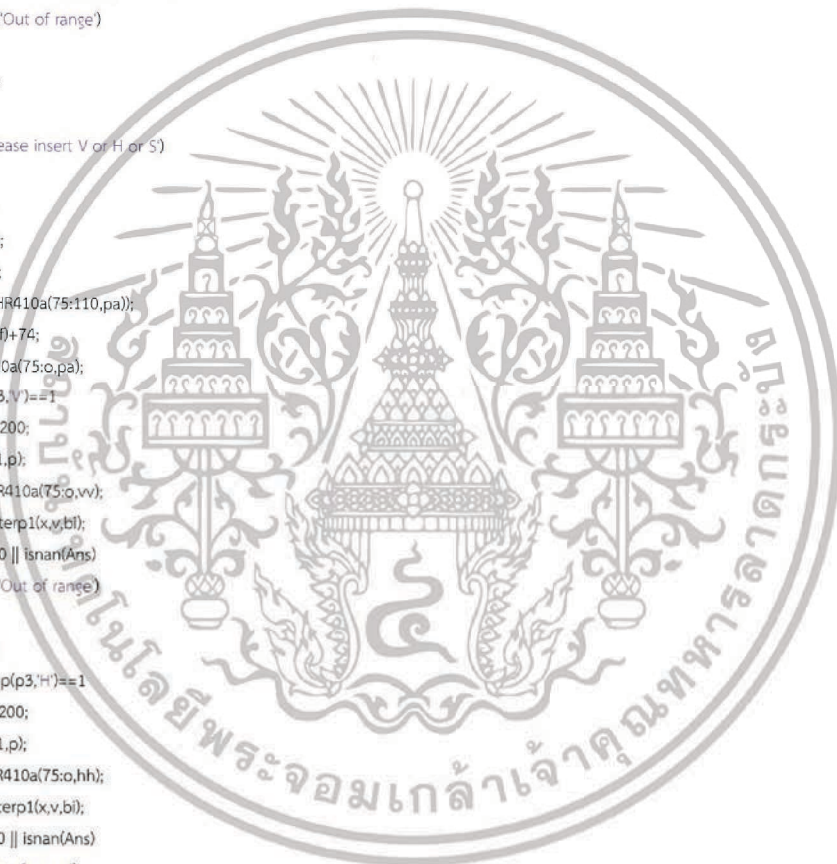 'Out of range')
ease insert V or H or S')
;
;
HR410a(75:110,pa));
f)+74;
0a(75:o,pa);
3,'V')==1
200;
1,p);
R410a(75:o,vv);
terp1(x,v,bi);
0 || isnan(Ans)
'Out of range')
p(p3,'H')==1
200;
1,p);
R410a(75:o,hh);
terp1(x,v,bi);
0 || isnan(Ans)
สถาบันเทคโนโลยีพระจอมเกล้าเจ้าคุณทหารลาดกระบัง